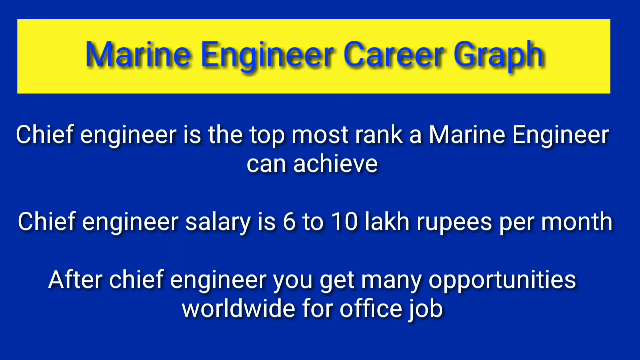 Marine Engineer Career Graph
Chief engineer is the top most rank a Marine Engineer
can achieve
Chief engineer salary is 6 to 10 lakh rupees per month
After chief engineer you get many opportunities
worldwide for office job